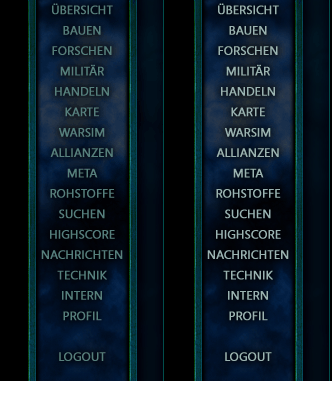 ÜBERSICHT
BAUEN
FORSCHEN
MILITÄR
HANDELN
KARTE
WARSIM
ALLIANZEN
META
ROHSTOFFE
SUCHEN
HIGHSCORE
NACHRICHTEN
TECHNIK
INTERN
PROFIL
LOGOUT
ÜBERSICHT
BAUEN
FORSCHEN
MILITÄR
HANDELN
KARTE
WARSIM
ALLIANZEN
META
ROHSTOFFE
SUCHEN
HIGHSCORE
NACHRICHTEN
TECHNIK
INTERN
PROFIL
LOGOUT